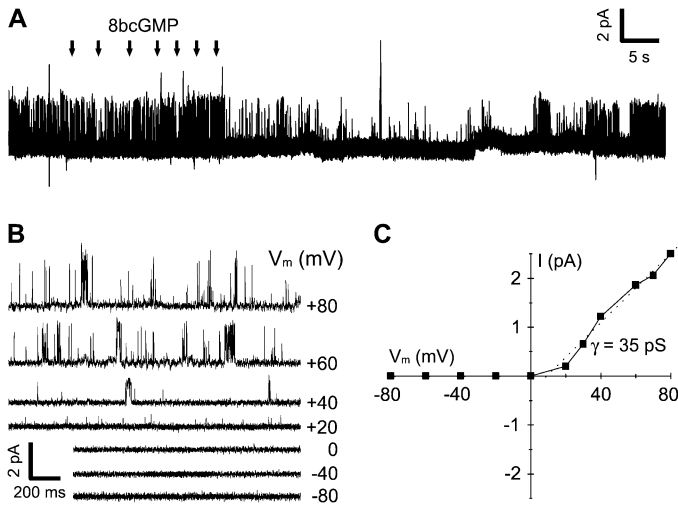 A
8bcGMP
2 pA
5 s
B
Vm (mV)
+80
+60
+40
+20
0
-40
-80
2 pA
200 ms
C
I (pA)
2
1
γ = 35 pS
Vm (mV)
-80
-40
0
40
80
-1
-2